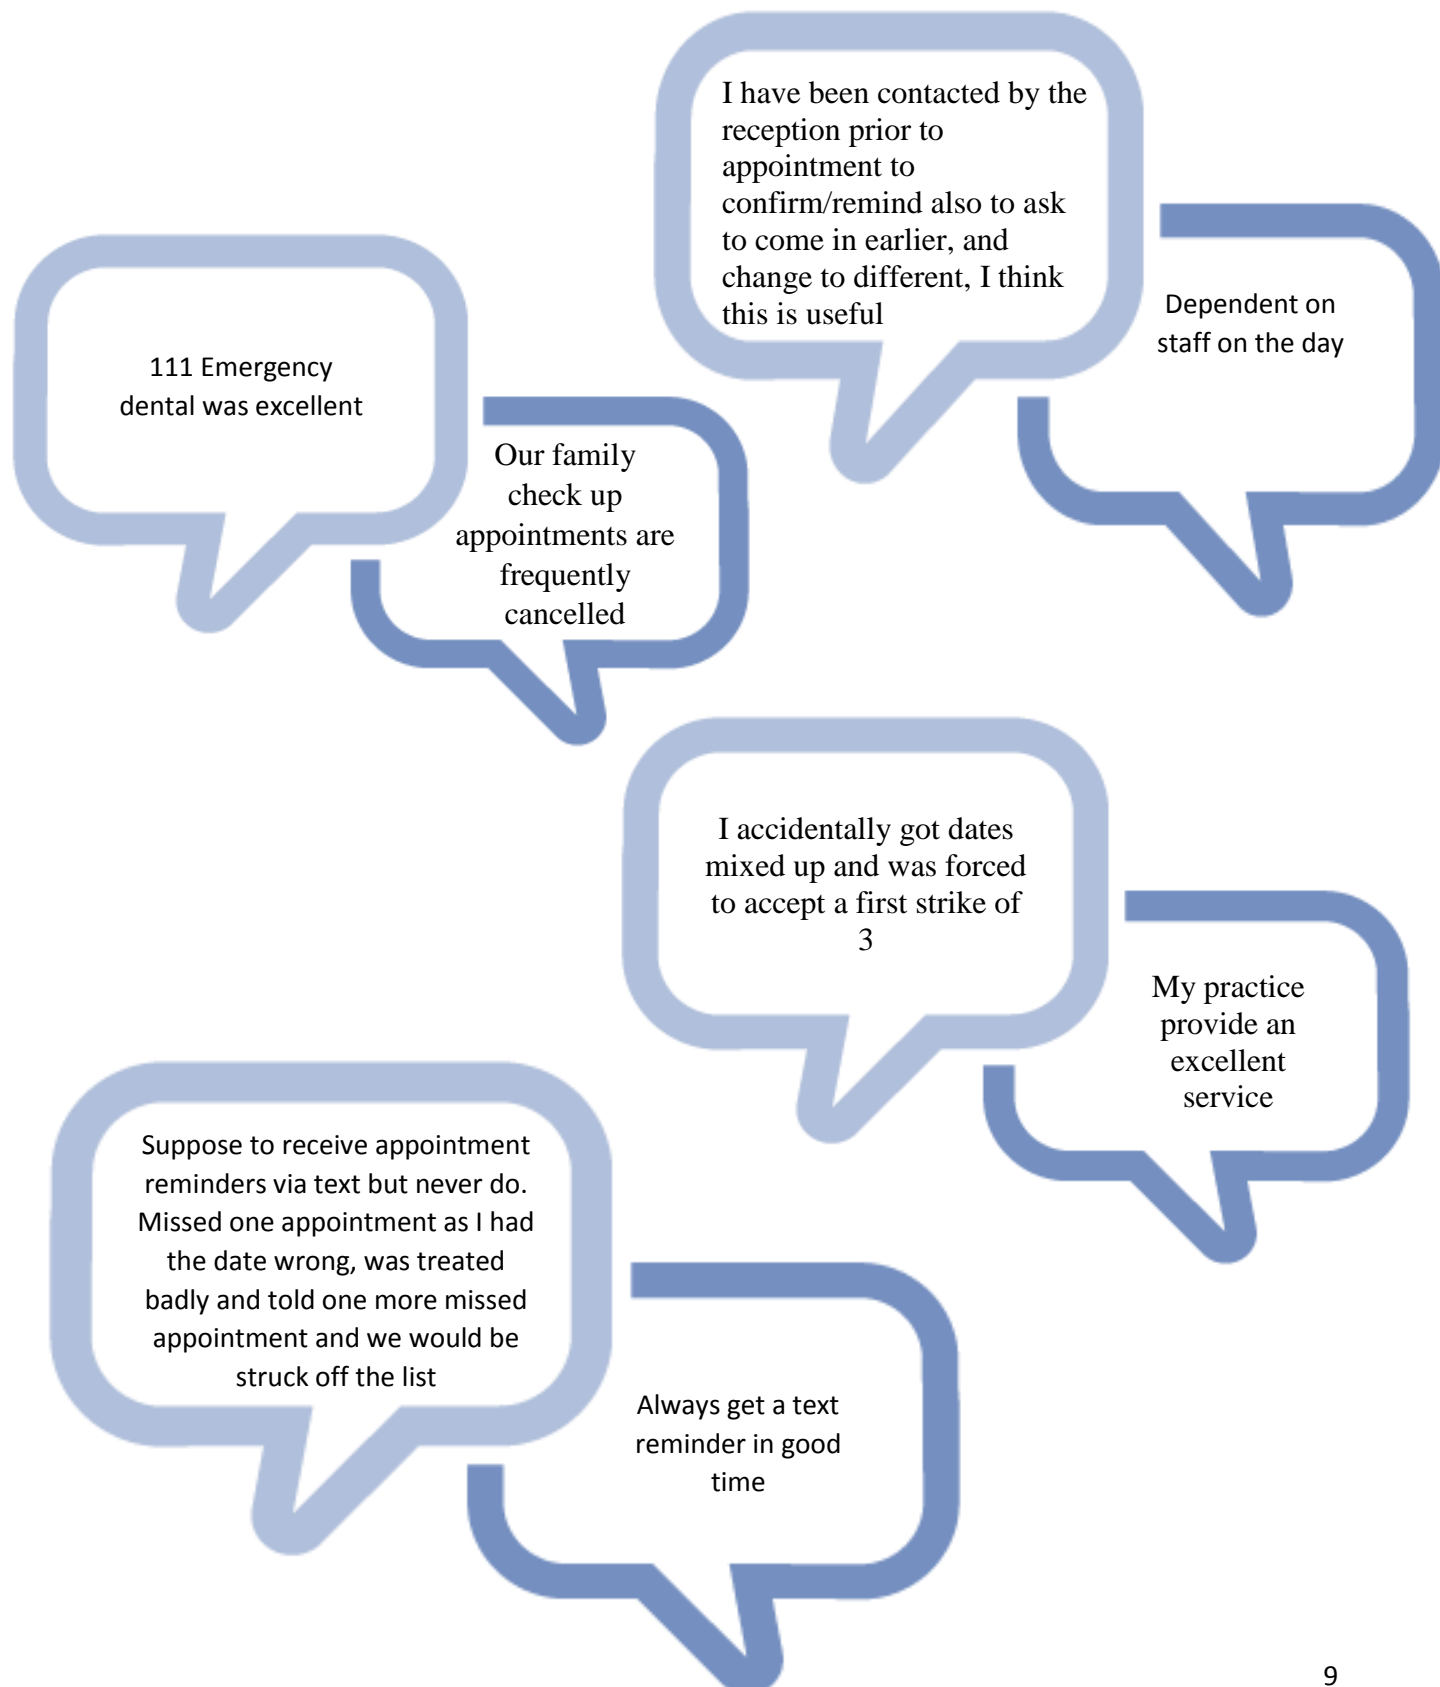 I have been contacted by the
reception prior to
appointment to
confirm/remind also to ask
to come in earlier, and
change to different, I think
this is useful
Dependent on
staff on the day
111 Emergency
dental was excellent
Our family
check up
appointments are
frequently
cancelled
I accidentally got dates
mixed up and was forced
to accept a first strike of
3
My practice
provide an
excellent
service
Suppose to receive appointment
reminders via text but never do.
Missed one appointment as I had
the date wrong, was treated
badly and told one more missed
appointment and we would be
struck off the list
Always get a text
reminder in good
time
9